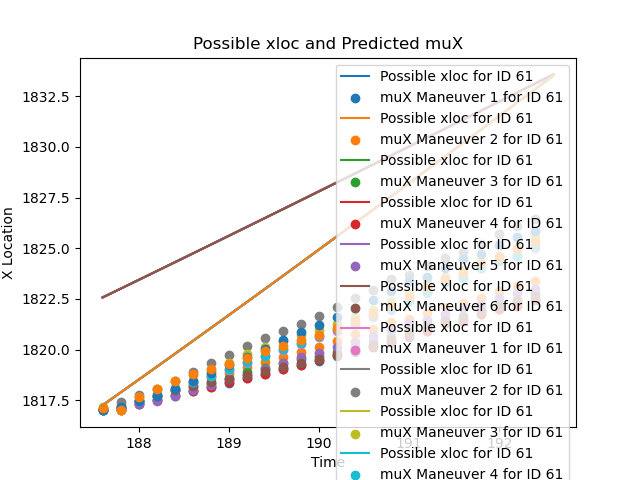 Possible xloc and Predicted muX
X Location
1832.5
1830.0
1827.5
1825.0
1822.5
1820.0
1817.5
188
189
190
191
192
Time
Possible xloc for ID 61
muX Maneuver 1 for ID 61
Possible xloc for ID 61
muX Maneuver 2 for ID 61
Possible xloc for ID 61
muX Maneuver 3 for ID 61
Possible xloc for ID 61
muX Maneuver 4 for ID 61
Possible xloc for ID 61
muX Maneuver 5 for ID 61
Possible xloc for ID 61
muX Maneuver 6 for ID 61
Possible xloc for ID 61
muX Maneuver 1 for ID 61
Possible xloc for ID 61
muX Maneuver 2 for ID 61
Possible xloc for ID 61
muX Maneuver 3 for ID 61
Possible xloc for ID 61
muX Maneuver 4 for ID 61